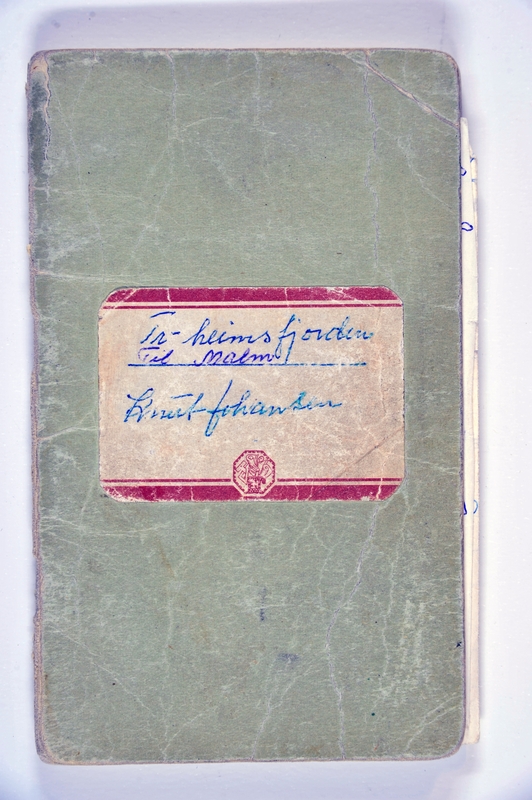 Tr-heimsfjorden
Til Malm
Knut Johansen